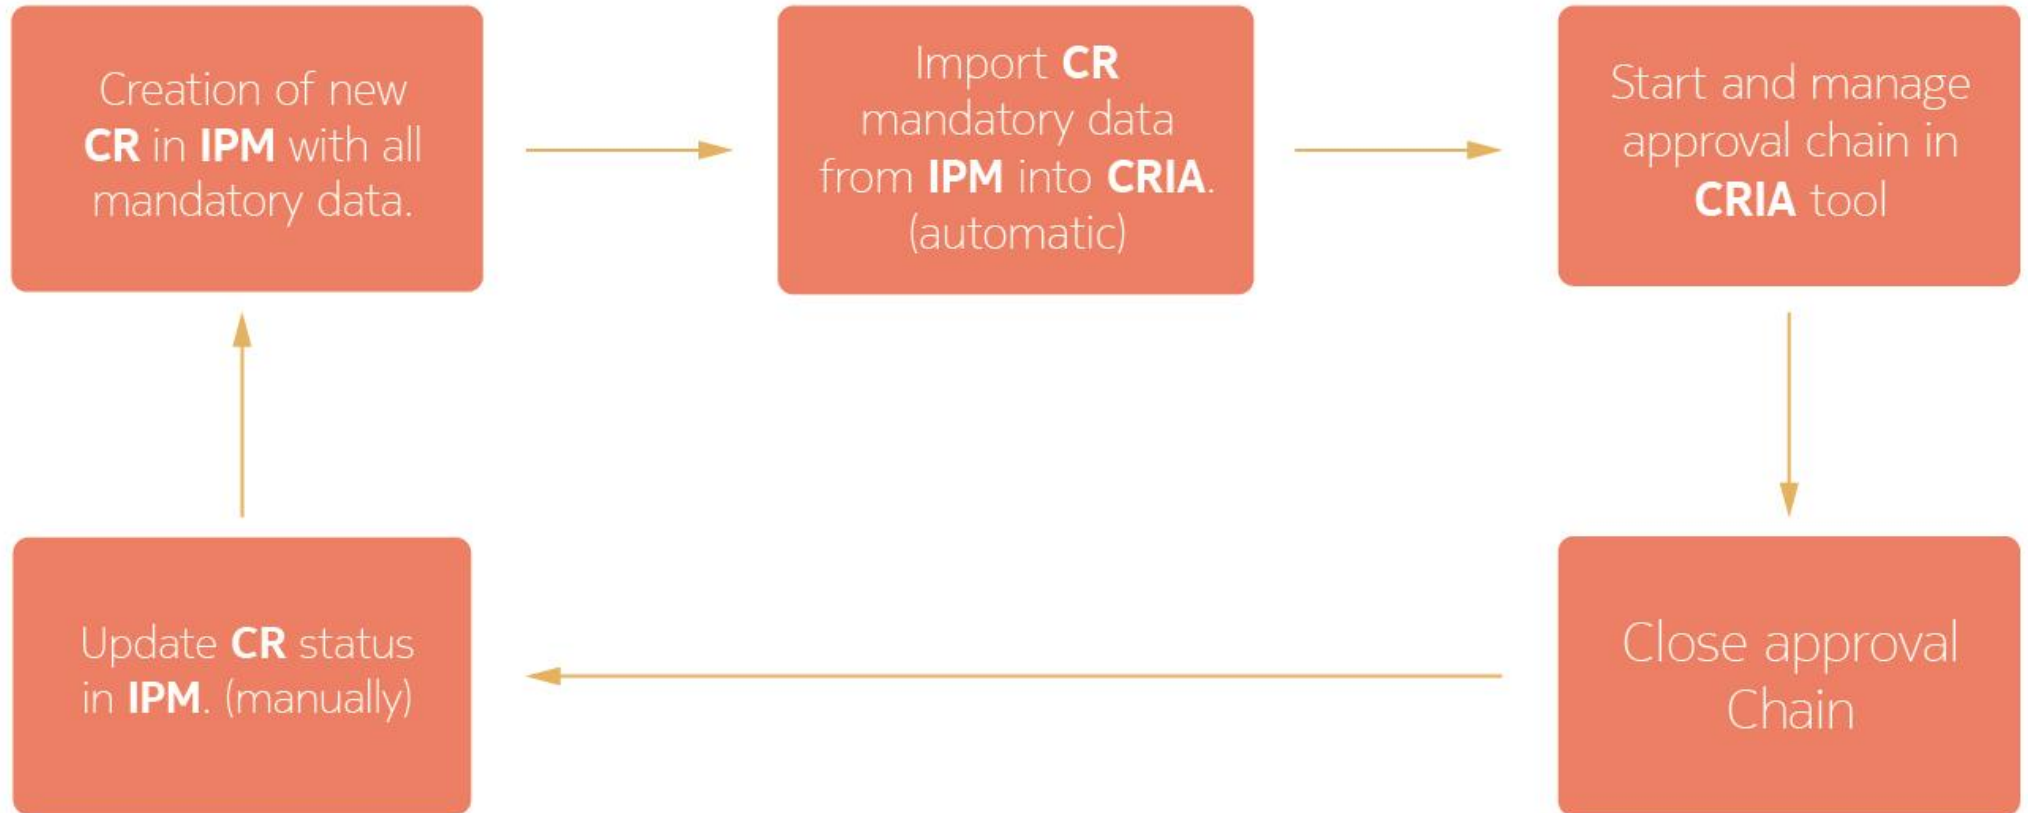 Creation of new
CR in IPM with all
mandatory data.
Import CR
mandatory data
from IPM into CRIA.
(automatic)
Start and manage
approval chain in
CRIA tool
Close approval
Chain
Update CR status
in IPM. (manually)